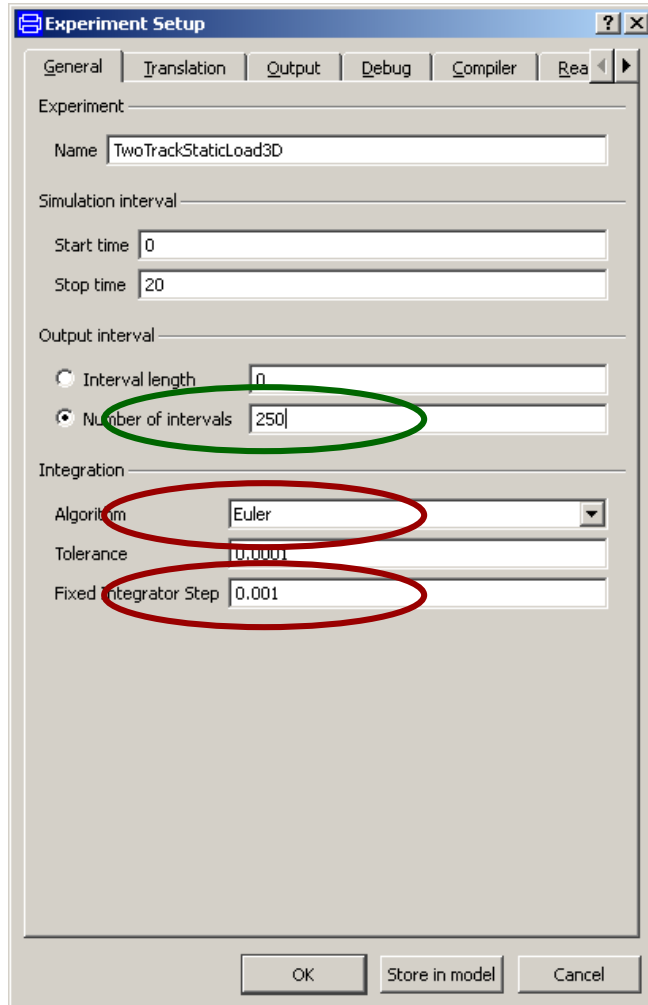 Experiment Setup
General Translation Output Debug Compiler Rea
Experiment
Name TwoTrackStaticLoad3D
Simulation interval
Start time 0
Stop time 20
Output interval
Interval length 0
Number of intervals 250
Integration
Algorithm Euler
Tolerance 0.0001
Fixed Integrator Step 0.001
OK Store in model Cancel